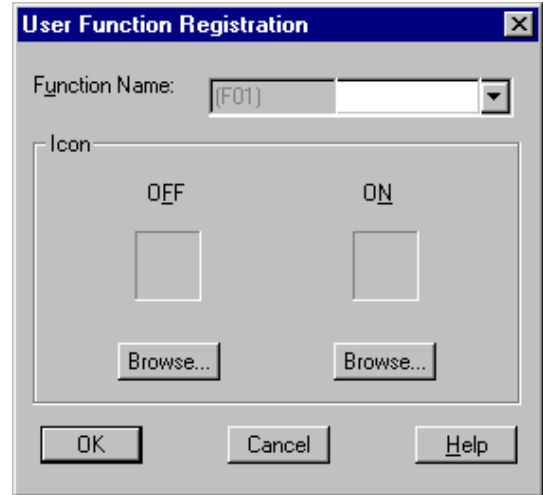 User Function Registration
Function Name: (F01)
Icon
OFF ON
Browse... Browse...
OK Cancel Help